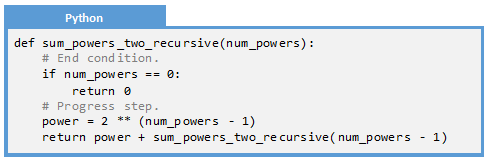 Python
def sum_powers_two_recursive(num_powers):
    # End condition.
    if num_powers == 0:
        return 0
    # Progress step.
    power = 2 ** (num_powers - 1)
    return power + sum_powers_two_recursive(num_powers - 1)